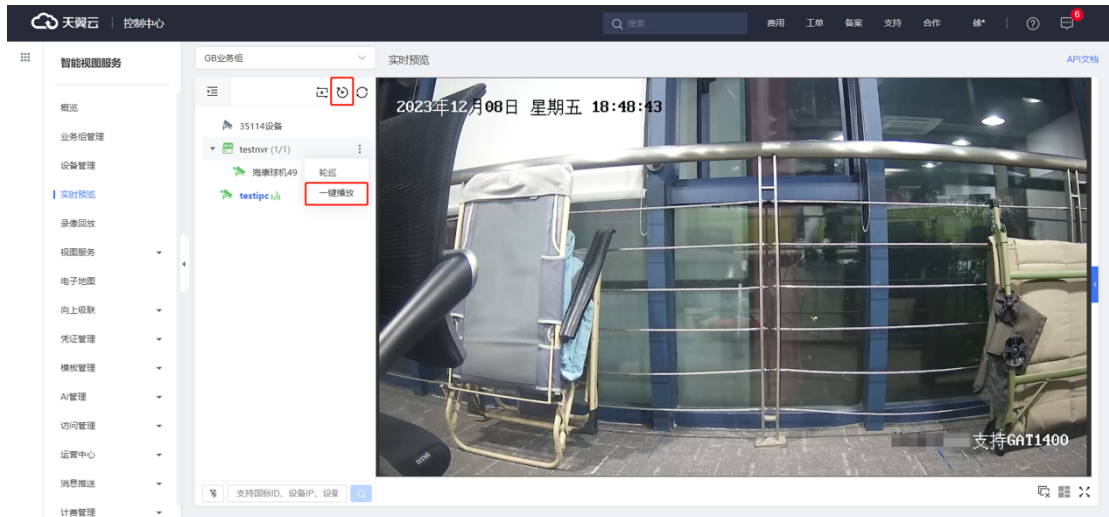 天翼云 控制中心
搜索...
费用 工单 备案 支持 合作 徐*
6
智能视图服务
概览
业务组管理
设备管理
实时预览
录像回放
视图服务
电子地图
向上级联
凭证管理
模板管理
AI管理
访问管理
运营中心
消息推送
计费管理
GB业务组
35114设备
testnvr (1/1)
海康球机49
testipc
轮巡
一键播放
支持国标ID、设备IP、设备
实时预览
API文档
2023年12月08日 星期五 18:48:43
支持GAT1400